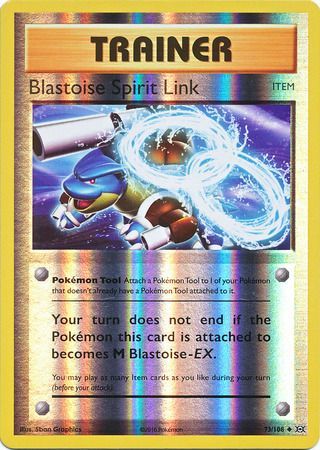 TRAINER
Blastoise Spirit Link
ITEM
Pokémon Tool Attach a Pokémon Tool to 1 of your Pokémon
that doesn't already have a Pokémon Tool attached to it.
Your turn does not end if the
Pokémon this card is attached to
becomes M Blastoise-EX.
You may play as many Item cards as you like during your turn
(before your attack).
Illus. 5ban Graphics
©2016 Pokémon
73/108